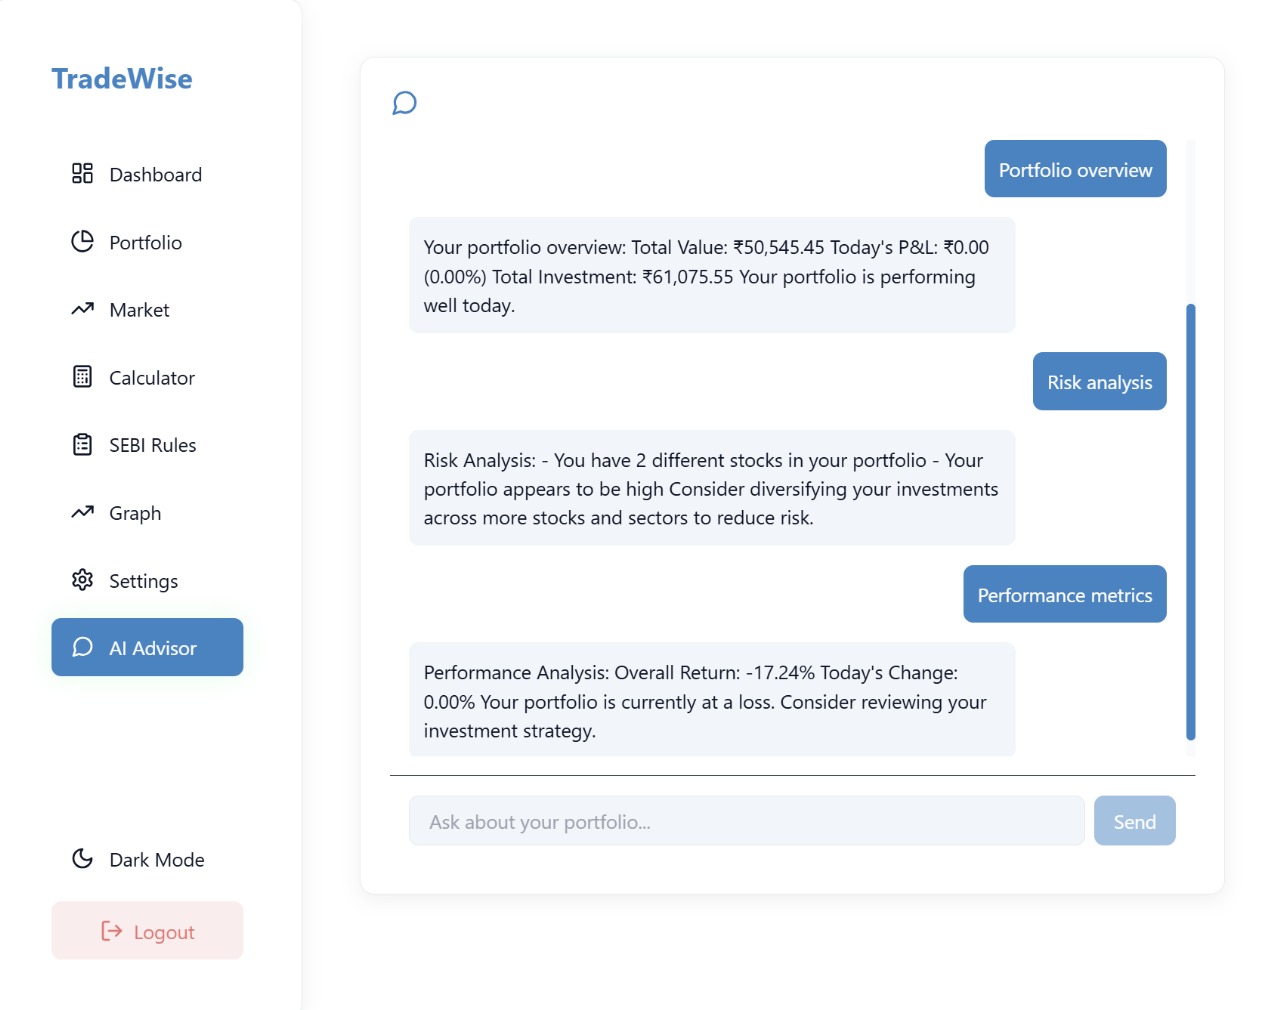 TradeWise
Dashboard
Portfolio
Market
Calculator
SEBI Rules
Graph
Settings
AI Advisor
Dark Mode
Logout
Portfolio overview
Your portfolio overview: Total Value: ₹50,545.45 Today's P&L: ₹0.00
(0.00%) Total Investment: ₹61,075.55 Your portfolio is performing
well today.
Risk analysis
Risk Analysis: - You have 2 different stocks in your portfolio - Your
portfolio appears to be high Consider diversifying your investments
across more stocks and sectors to reduce risk.
Performance metrics
Performance Analysis: Overall Return: -17.24% Today's Change:
0.00% Your portfolio is currently at a loss. Consider reviewing your
investment strategy.
Ask about your portfolio...
Send